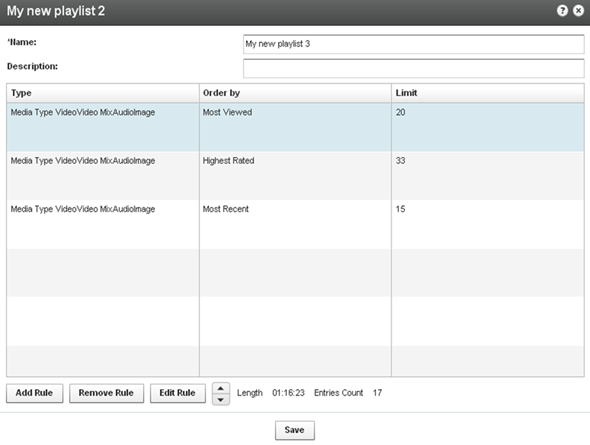 My new playlist 2
*Name: My new playlist 3
Description:
Type Order by Limit
Media Type VideoVideo MixAudioImage Most Viewed 20
Media Type VideoVideo MixAudioImage Highest Rated 33
Media Type VideoVideo MixAudioImage Most Recent 15
Add Rule Remove Rule Edit Rule Length 01:16:23 Entries Count 17
Save